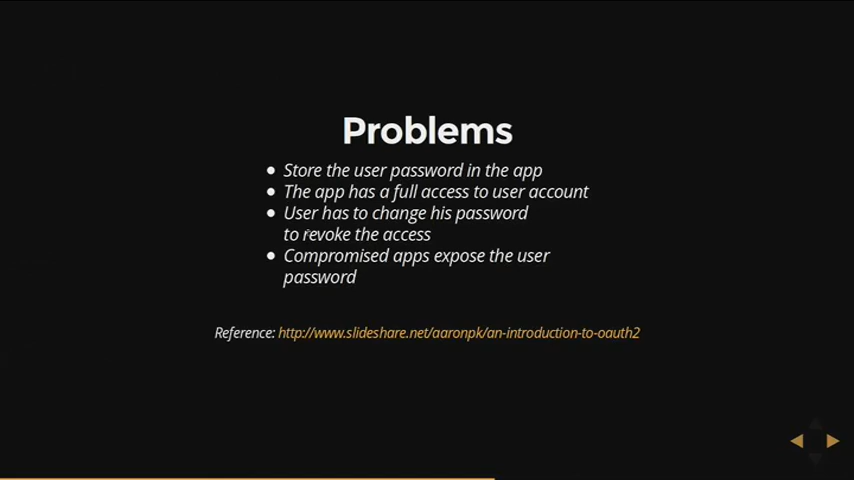 Problems
Store the user password in the app
The app has a full access to user account
User has to change his password
to revoke the access
Compromised apps expose the user
password
Reference: http://www.slideshare.net/aaronpk/an-introduction-to-oauth2